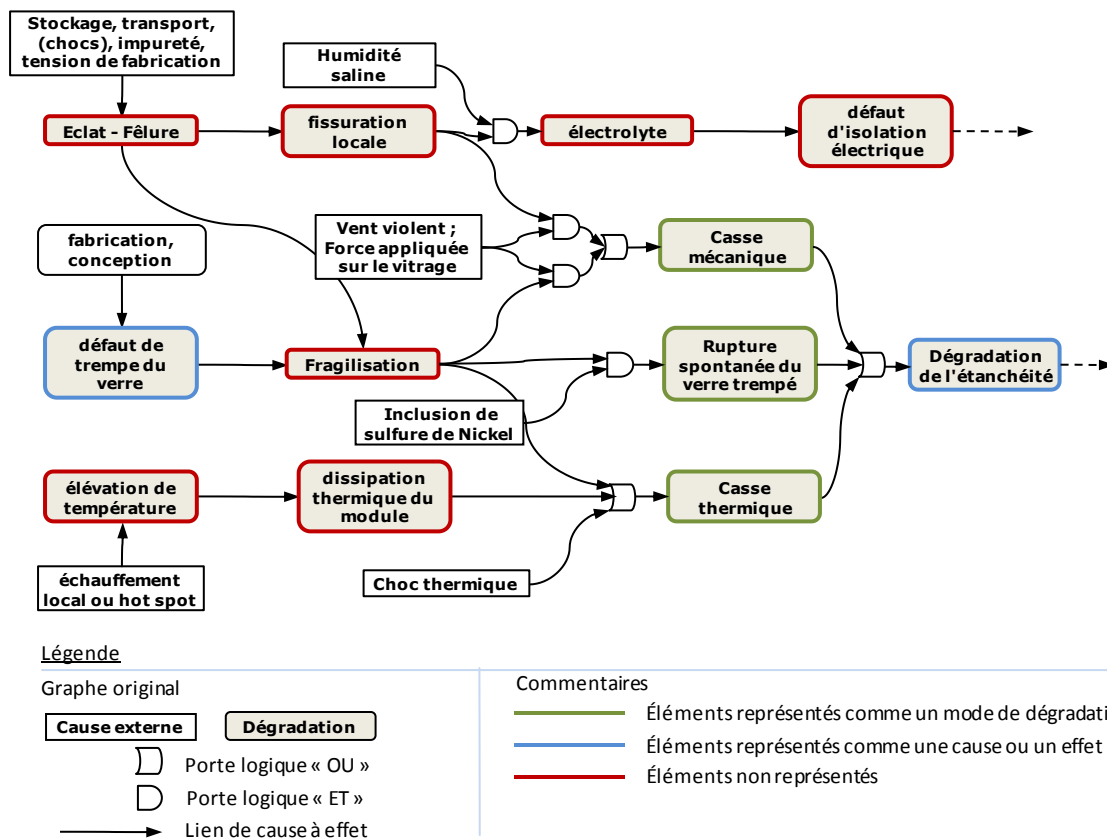 Stockage, transport,
(chocs), impureté,
tension de fabrication
Humidité
saline
Eclat - Fêlure
fissuration
locale
électrolyte
défaut
d'isolation
électrique
fabrication,
conception
Vent violent ;
Force appliquée
sur le vitrage
Casse
mécanique
défaut de
trempe du
verre
Fragilisation
Rupture
spontanée du
verre trempé
Dégradation
de l'étanchéité
Inclusion de
sulfure de Nickel
élévation de
température
dissipation
thermique du
module
Casse
thermique
échauffement
local ou hot spot
Choc thermique
Légende
Graphe original
Cause externe
Dégradation
Porte logique « OU »
Porte logique « ET »
Lien de cause à effet
Commentaires
Éléments représentés comme un mode de dégradati
Éléments représentés comme une cause ou un effet
Éléments non représentés